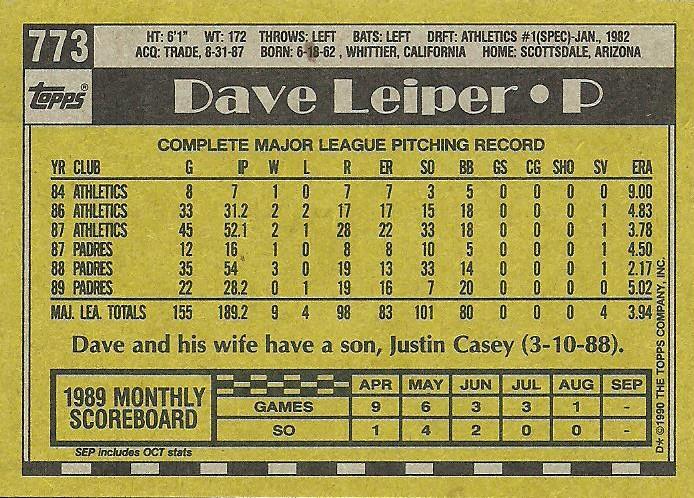 773
HT: 6'1" WT: 172 THROWS: LEFT BATS: LEFT DRFT: ATHLETICS #1(SPEC)-JAN., 1982
ACQ: TRADE, 8-31-87 BORN: 6-18-62, WHITTIER, CALIFORNIA HOME: SCOTTSDALE, ARIZONA
topps®
Dave Leiper • P
COMPLETE MAJOR LEAGUE PITCHING RECORD
YR CLUB G IP W L R ER SO BB GS CG SHO SV ERA
84 ATHLETICS 8 7 1 0 7 7 3 5 0 0 0 0 9.00
86 ATHLETICS 33 31.2 2 2 17 17 15 18 0 0 0 1 4.83
87 ATHLETICS 45 52.1 2 1 28 22 33 18 0 0 0 1 3.78
87 PADRES 12 16 1 0 8 8 10 5 0 0 0 1 4.50
88 PADRES 35 54 3 0 19 13 33 14 0 0 0 1 2.17
89 PADRES 22 28.2 0 1 19 16 7 20 0 0 0 0 5.02
MAJ. LEA. TOTALS 155 189.2 9 4 98 83 101 80 0 0 0 4 3.94
Dave and his wife have a son, Justin Casey (3-10-88).
1989 MONTHLY
SCOREBOARD
APR MAY JUN JUL AUG SEP
GAMES 9 6 3 3 1 -
SO 1 4 2 0 0 -
SEP includes OCT stats
D* ©1990 THE TOPPS COMPANY, INC.